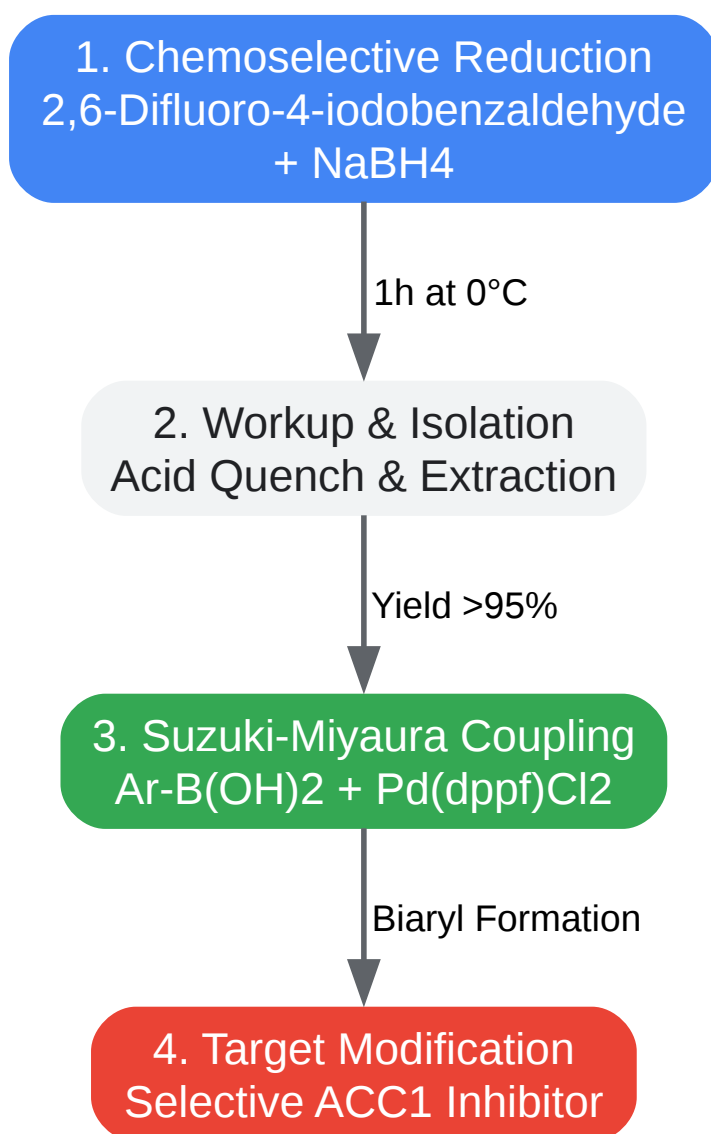 1. Chemoselective Reduction
2,6-Difluoro-4-iodobenzaldehyde
+ NaBH4
1h at 0°C
2. Workup & Isolation
Acid Quench & Extraction
Yield >95%
3. Suzuki-Miyaura Coupling
Ar-B(OH)2 + Pd(dppf)Cl2
Biaryl Formation
4. Target Modification
Selective ACC1 Inhibitor